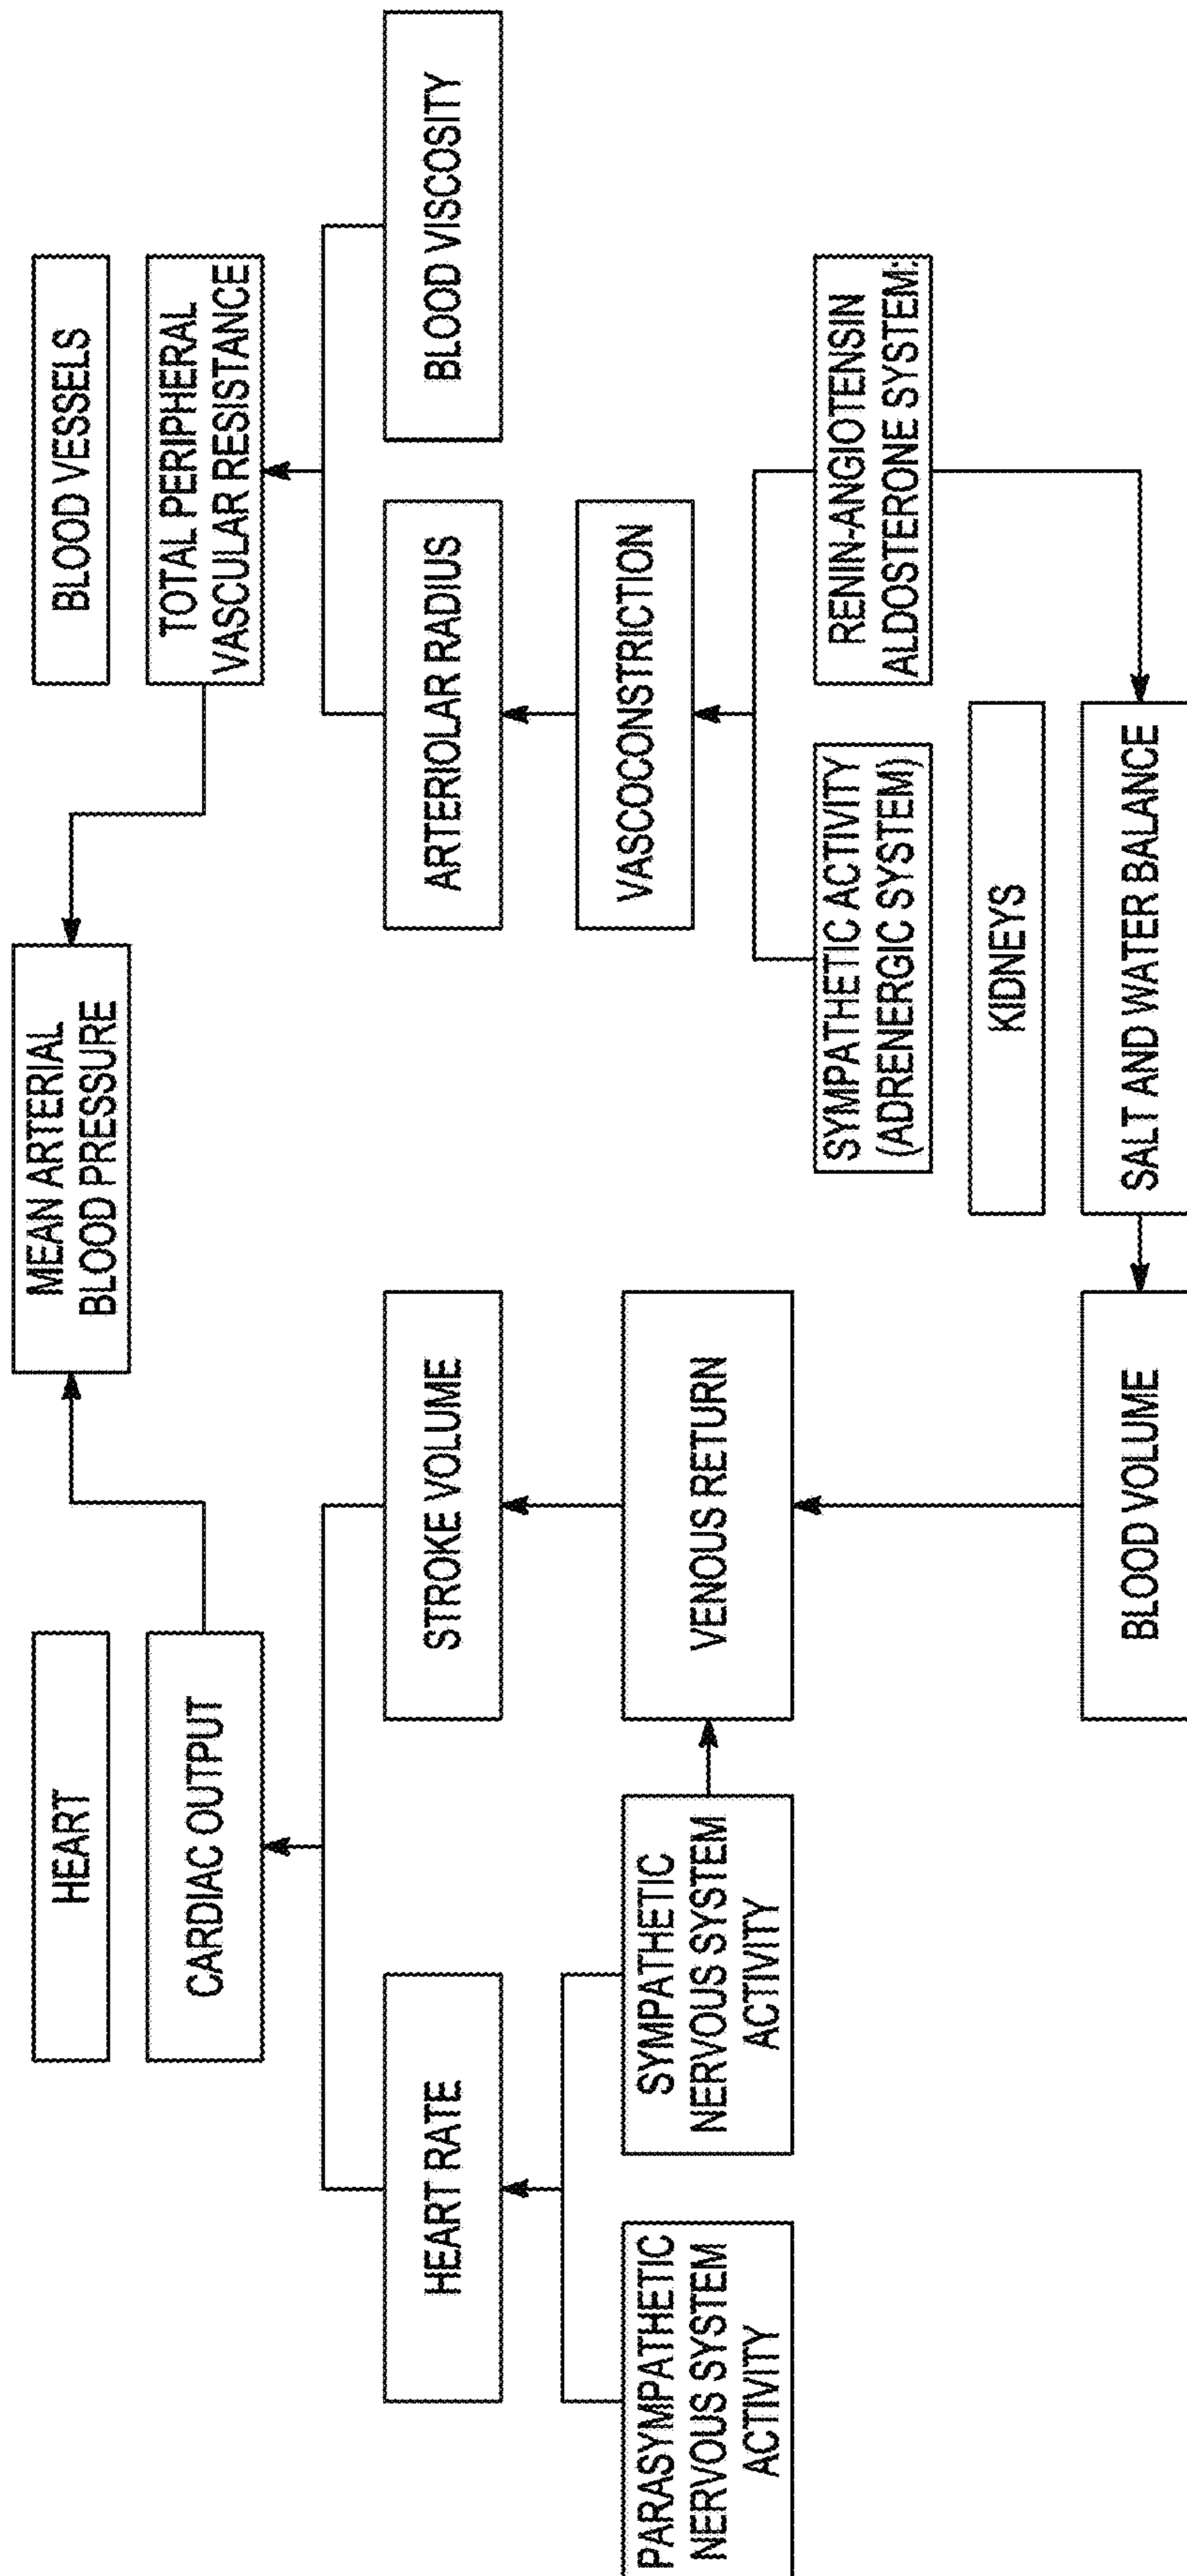 MEAN ARTERIAL
BLOOD PRESSURE
HEART
BLOOD VESSELS
CARDIAC OUTPUT
TOTAL PERIPHERAL
VASCULAR RESISTANCE
HEART RATE
STROKE VOLUME
ARTERIOLAR RADIUS
BLOOD VISCOSITY
PARASYMPATHETIC
NERVOUS SYSTEM
ACTIVITY
SYMPATHETIC
NERVOUS SYSTEM
ACTIVITY
VENOUS RETURN
VASCOCONSTRICTION
SYMPATHETIC ACTIVITY
(ADRENERGIC SYSTEM)
RENIN-ANGIOTENSIN
ALDOSTERONE SYSTEM:
KIDNEYS
BLOOD VOLUME
SALT AND WATER BALANCE